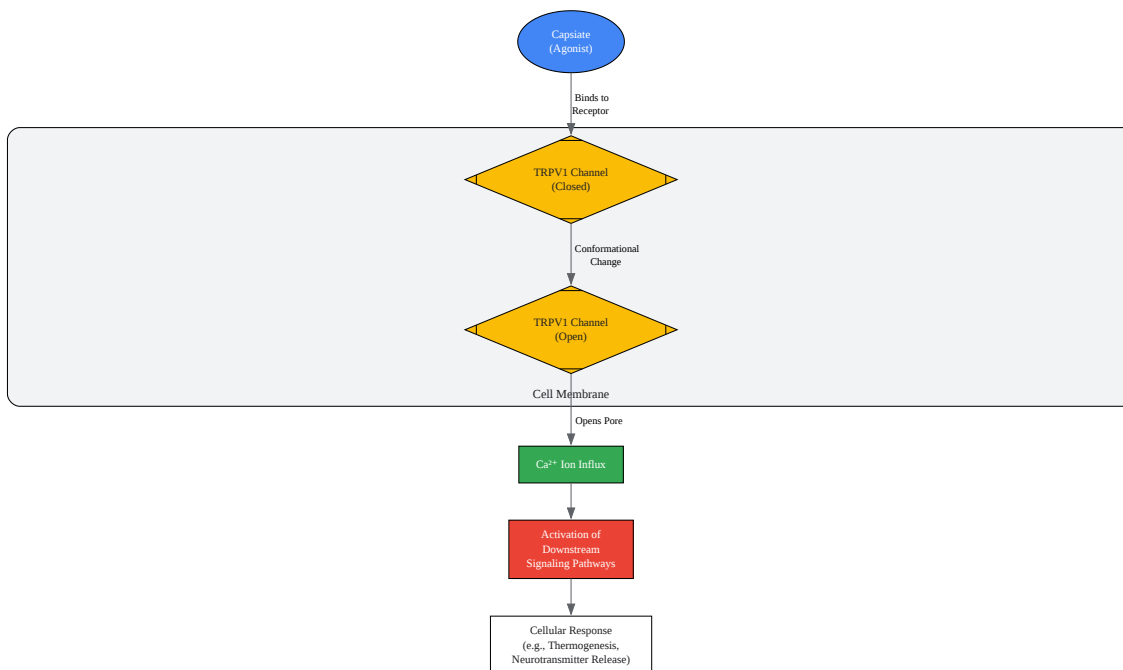 Capsiate
(Agonist)
Binds to
Receptor
TRPV1 Channel
(Closed)
Conformational
Change
TRPV1 Channel
(Open)
Cell Membrane
Opens Pore
Ca²⁺ Ion Influx
Activation of
Downstream
Signaling Pathways
Cellular Response
(e.g., Thermogenesis,
Neurotransmitter Release)